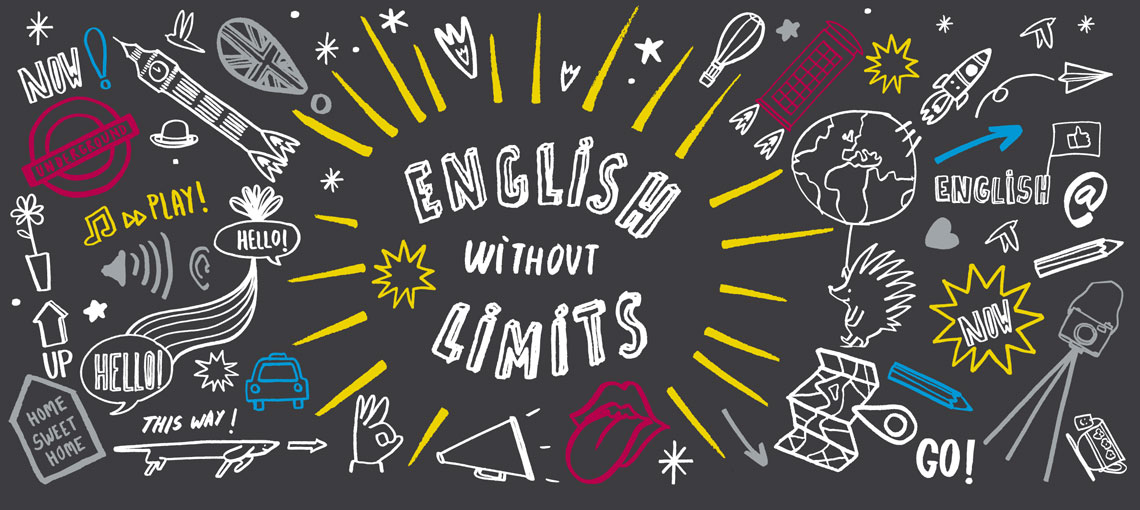 NOW!
UNDERGROUND
PLAY!
HELLO!
UP
HELLO!
HOME
SWEET
HOME
THIS WAY!
ENGLISH
WITHOUT
LIMITS
ENGLISH
@
NOW
GO!